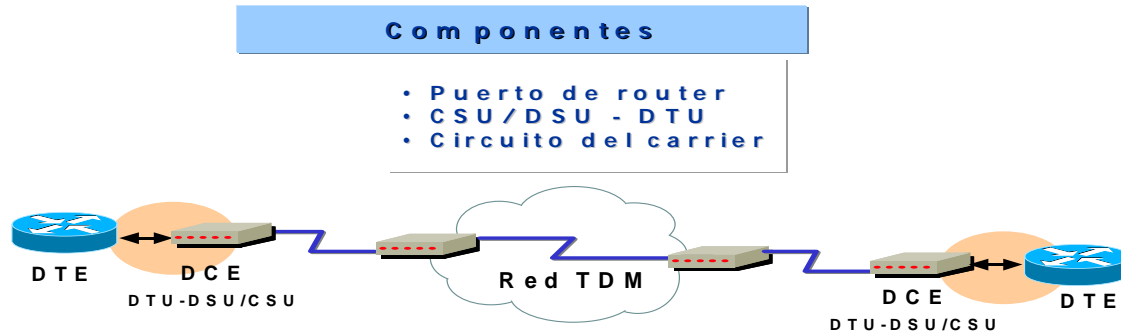 Componentes
• Puerto de router
• CSU/DSU - DTU
• Circuito del carrier
Red TDM
DTE
DCE
DTU-DSU/CSU
DCE
DTE
DTU-DSU/CSU